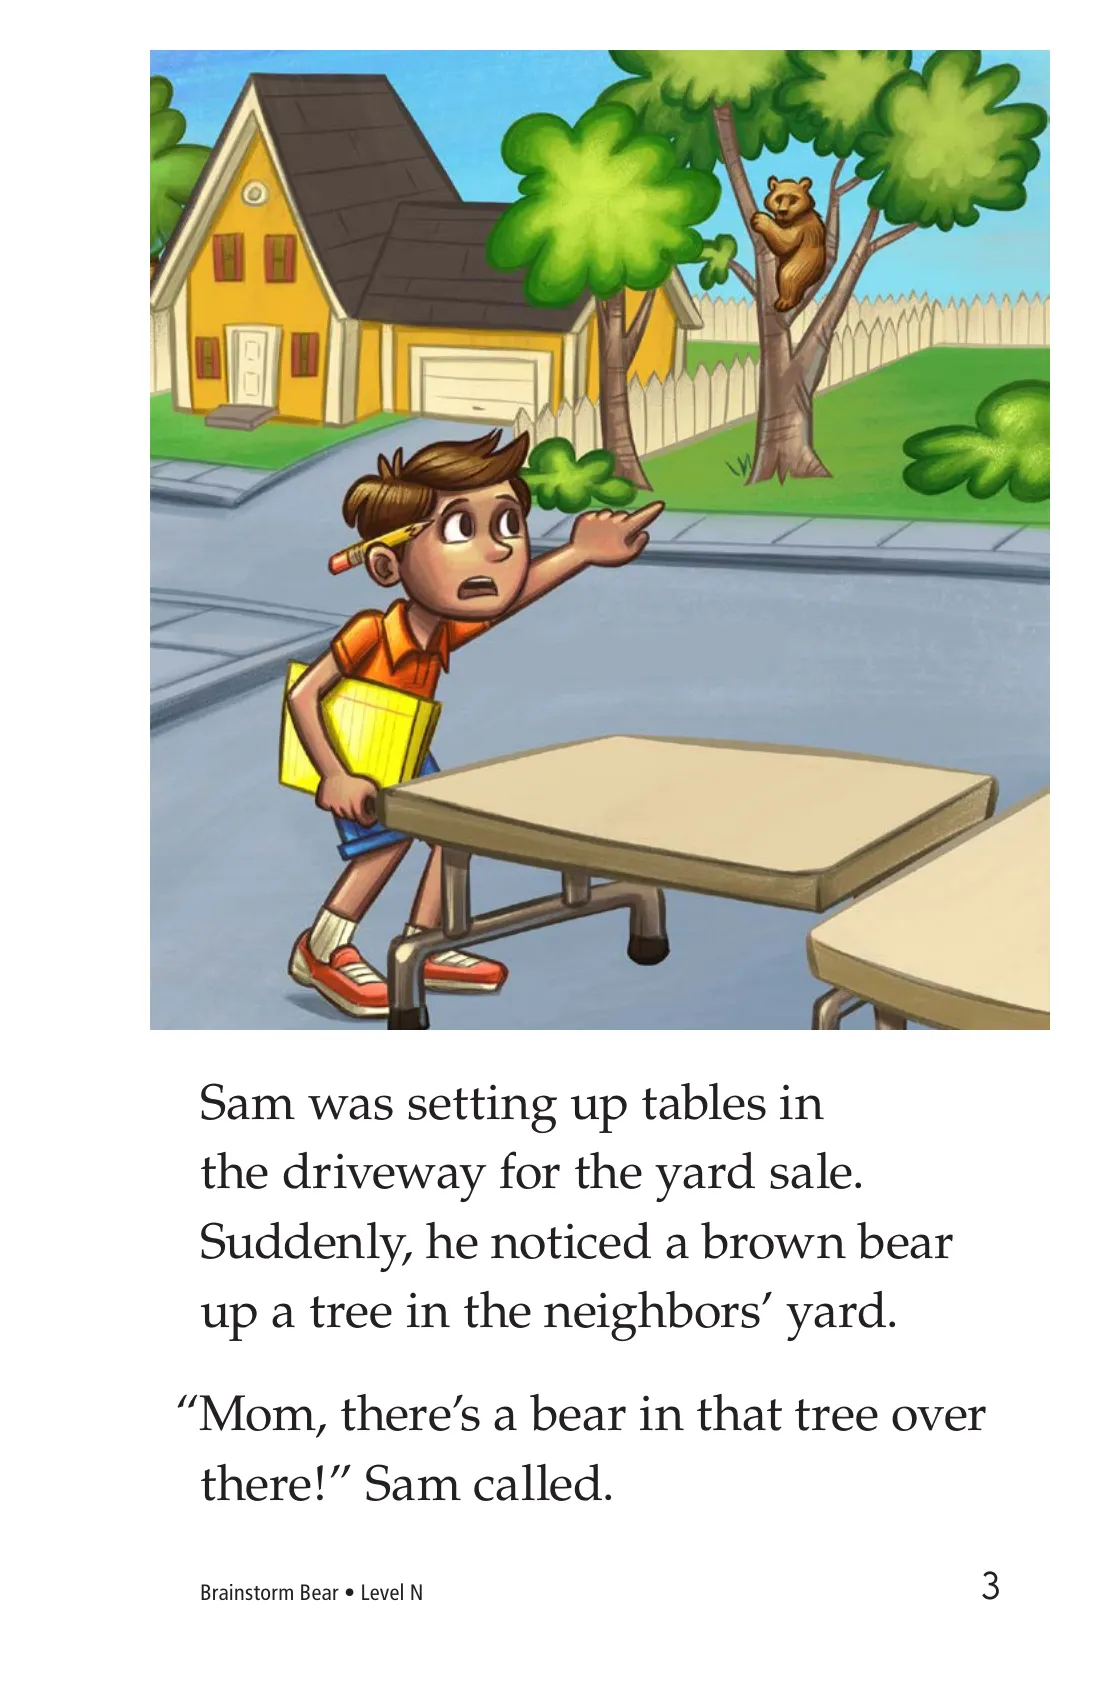 Sam was setting up tables in
the driveway for the yard sale.
Suddenly, he noticed a brown bear
up a tree in the neighbors’ yard.
“Mom, there’s a bear in that tree over
there!” Sam called.
Brainstorm Bear • Level N
3